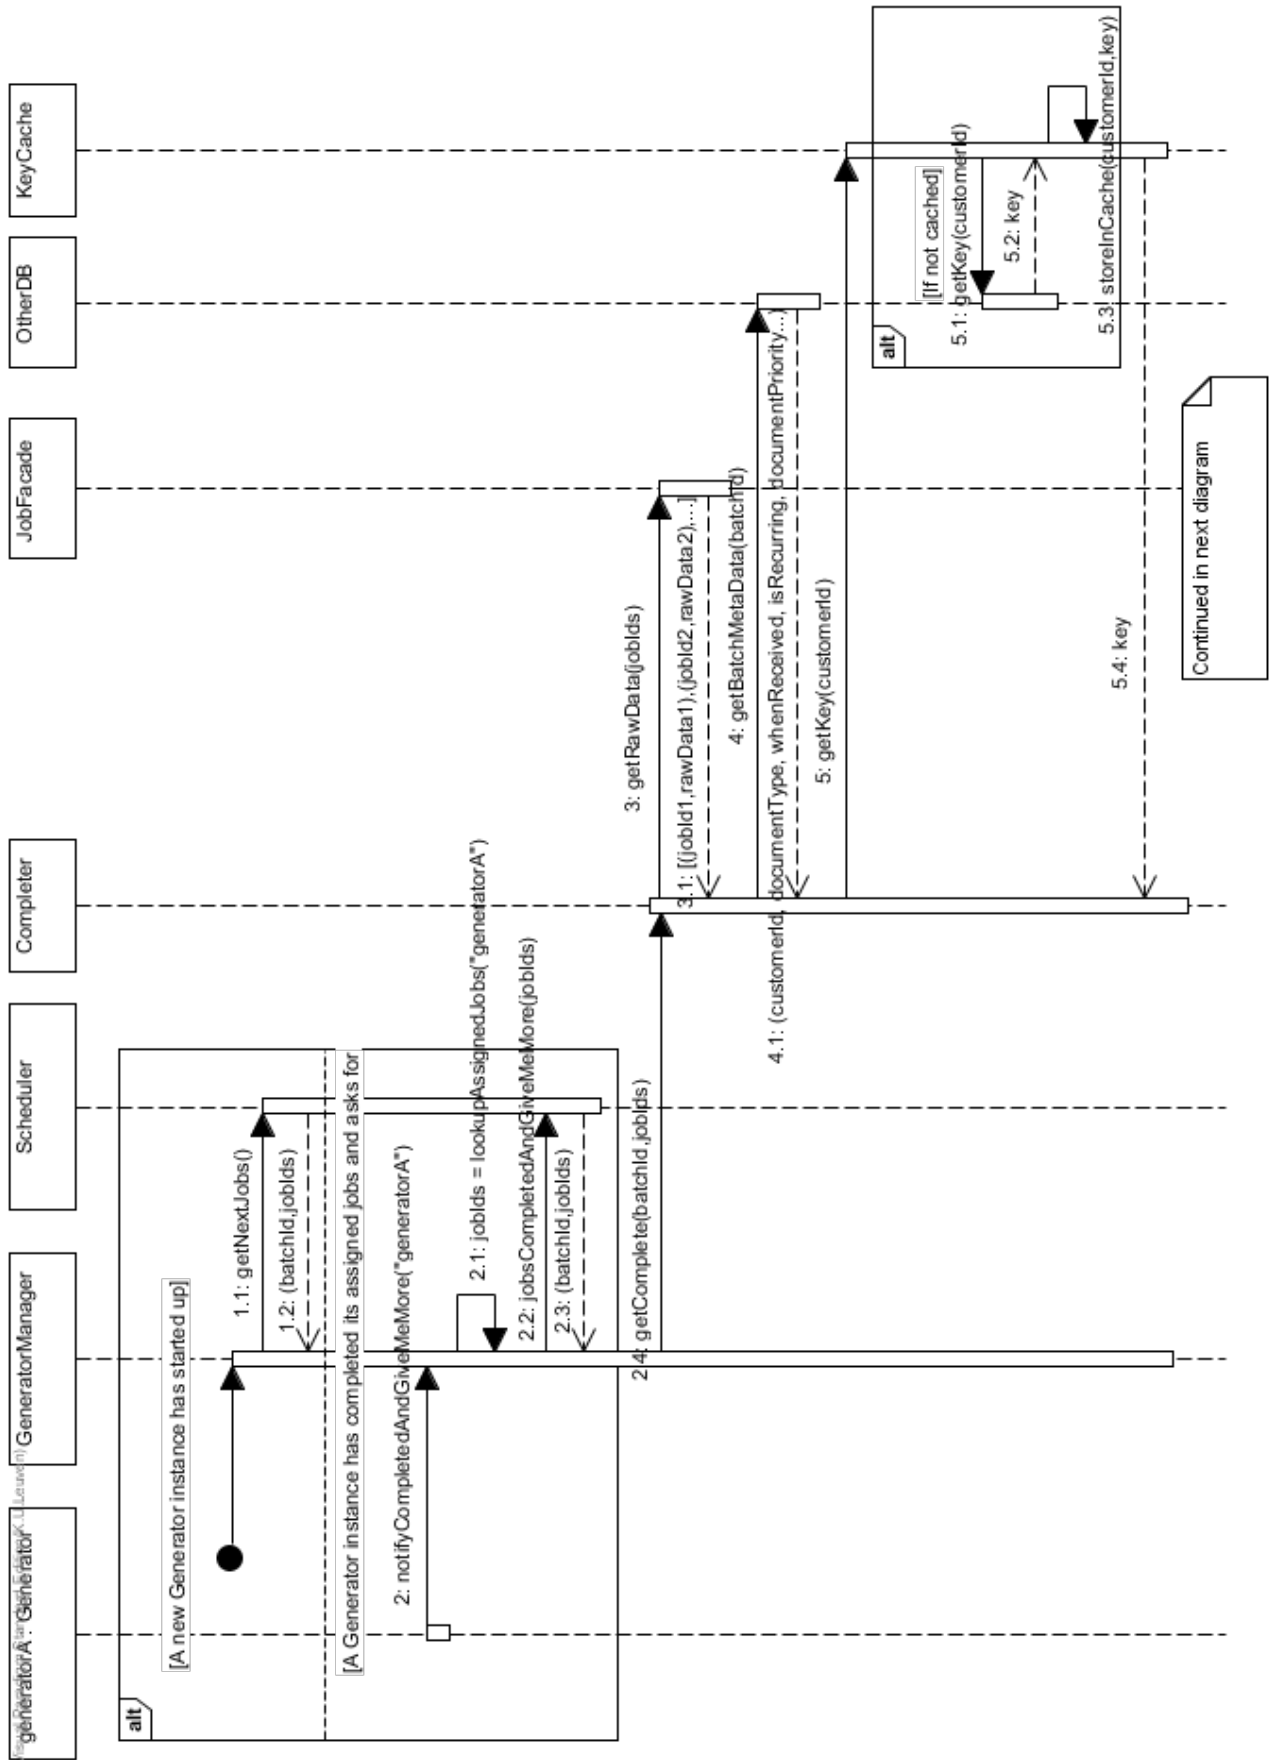 Visual Paradigm Standard Edition(K.U.Leuven)
generatorA : Generator
GeneratorManager
Scheduler
Completer
JobFacade
OtherDB
KeyCache
alt
[A new Generator instance has started up]
1.1: getNextJobs()
1.2: (batchId,jobIds)
[A Generator instance has completed its assigned jobs and asks for
2: notifyCompletedAndGiveMeMore("generatorA")
2.1: jobIds = lookupAssignedJobs("generatorA")
2.2: jobsCompletedAndGiveMeMore(jobIds)
2.3: (batchId,jobIds)
2.4: getComplete(batchId,jobIds)
3: getRawData(jobIds)
3.1: [(jobId1,rawData1),(jobId2,rawData2),...]
4: getBatchMetaData(batchId)
4.1: (customerId, documentType, whenReceived, isRecurring, documentPriority...)
5: getKey(customerId)
alt
[If not cached]
5.1: getKey(customerId)
5.2: key
5.3: storeInCache(customerId,key)
5.4: key
Continued in next diagram